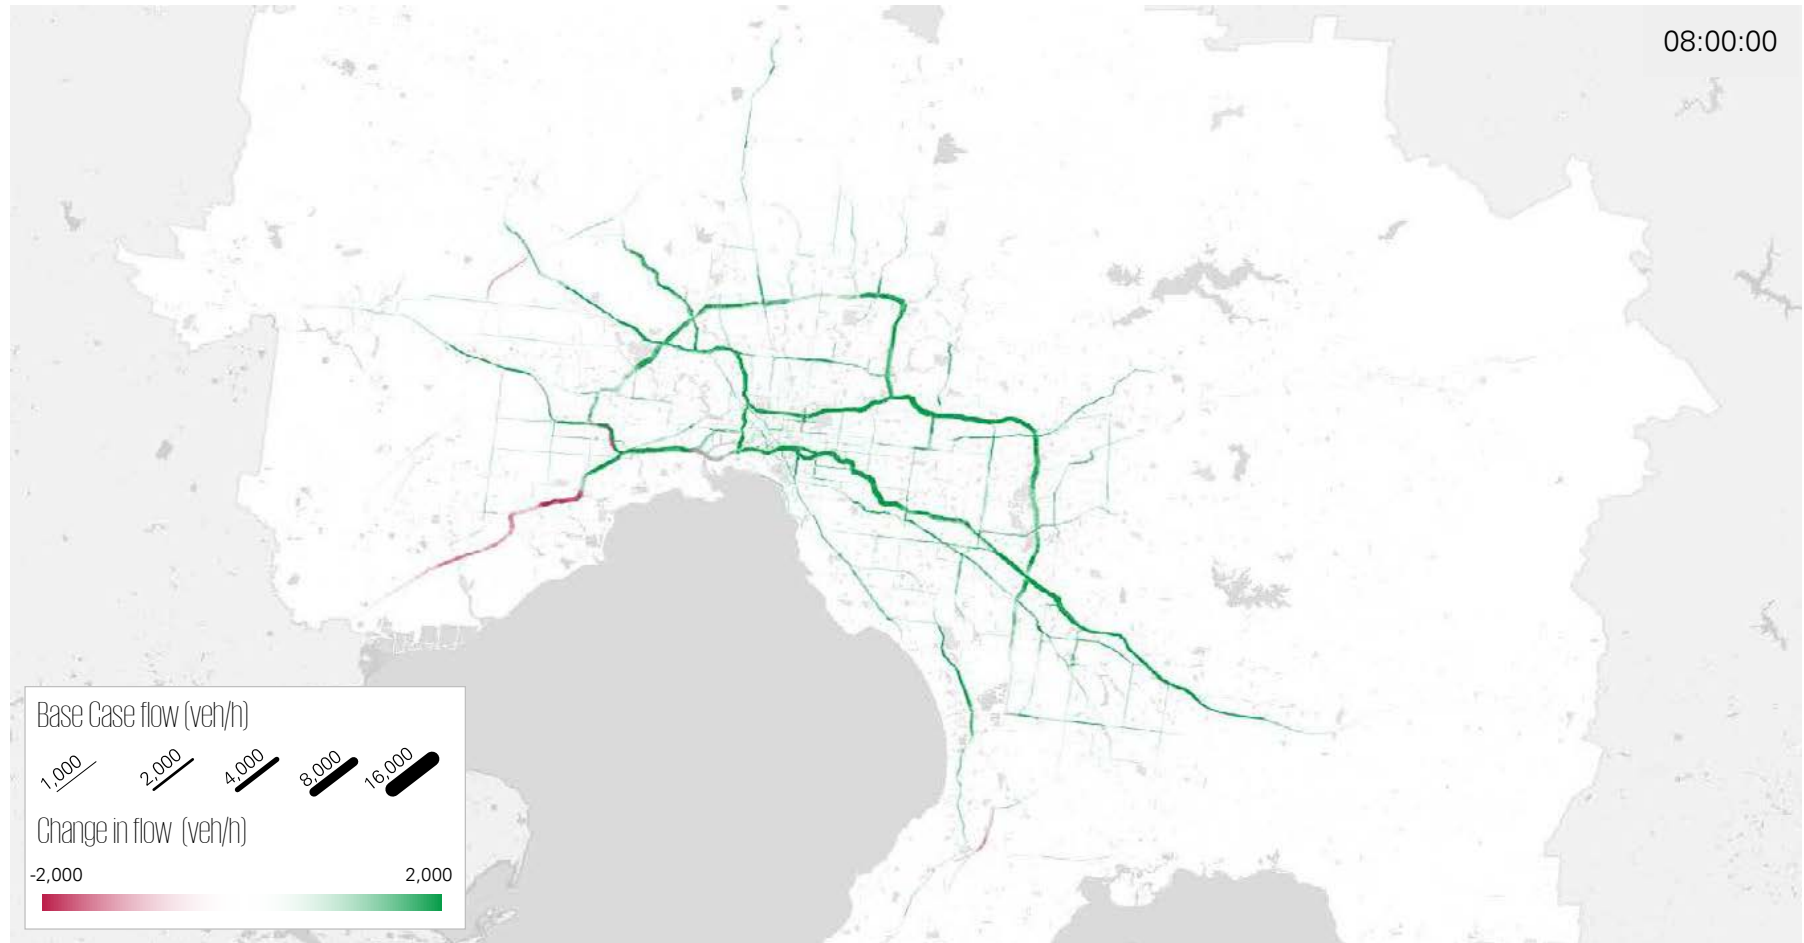 08:00:00
Base Case flow (veh/h)
1,000 2,000 4,000 8,000 16,000
Change in flow (veh/h)
-2,000 2,000